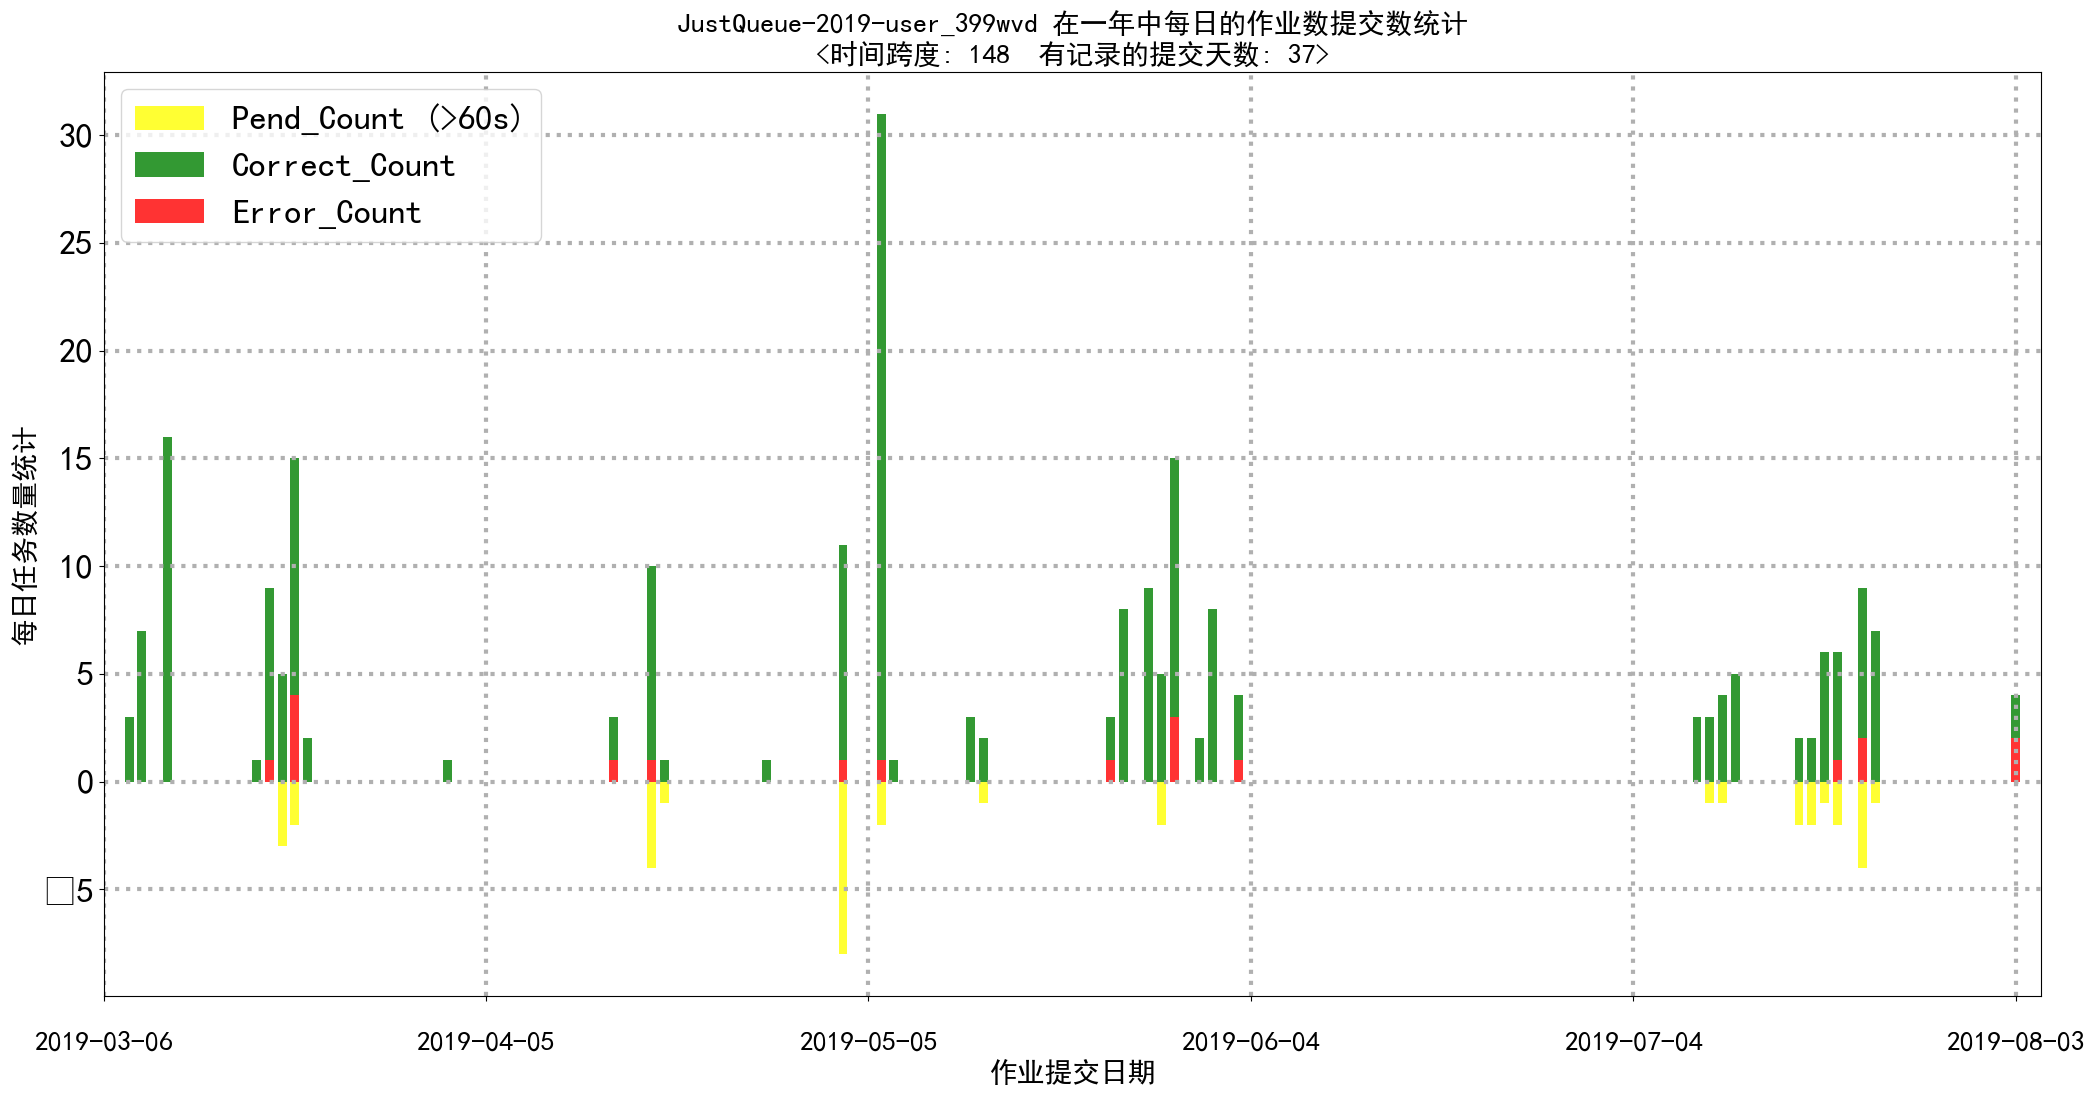 JustQueue-2019-user_399wvd 在一年中每日的作业数提交数统计
<时间跨度: 148  有记录的提交天数: 37>
Pend_Count (>60s)
Correct_Count
Error_Count
每日任务数量统计
30
25
20
15
10
5
0
□5
2019-03-06
2019-04-05
2019-05-05
2019-06-04
2019-07-04
2019-08-03
作业提交日期